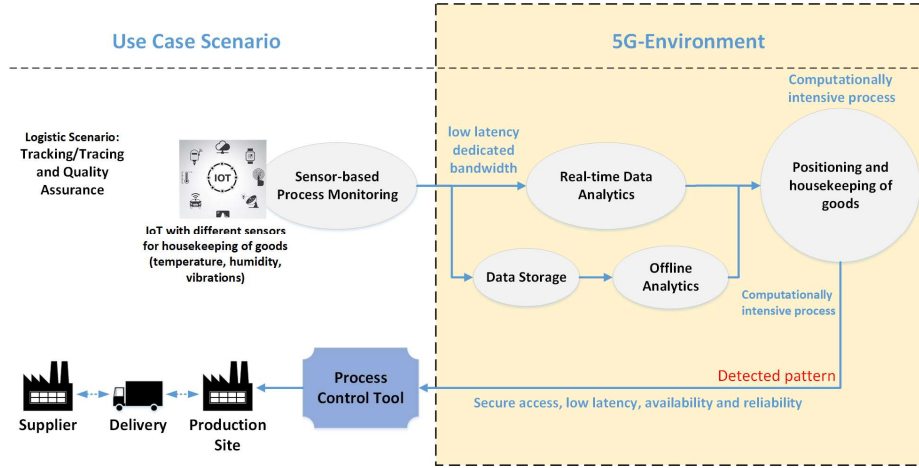 Use Case Scenario
5G-Environment
Computationally
intensive process
Logistic Scenario:
Tracking/Tracing
and Quality
Assurance
IOT
Sensor-based
Process Monitoring
low latency
dedicated
bandwidth
Real-time Data
Analytics
Positioning and
housekeeping of
goods
IoT with different sensors
for housekeeping of goods
(temperature, humidity,
vibrations)
Data Storage
Offline
Analytics
Computationally
intensive process
Process
Control Tool
Detected pattern
Secure access, low latency, availability and reliability
Supplier
Delivery
Production
Site